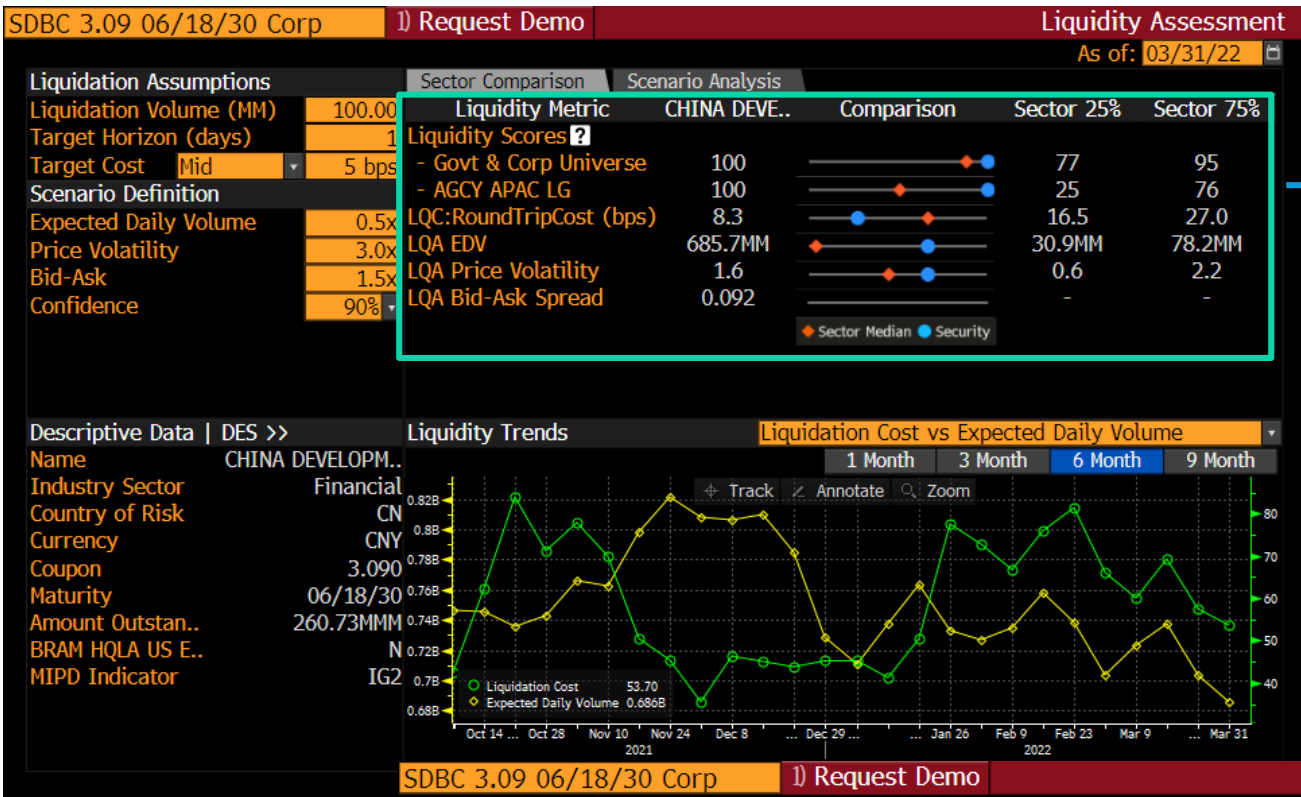 SDBC 3.09 06/18/30 Corp 1) Request Demo Liquidity Assessment
As of: 03/31/22
Liquidation Assumptions
Liquidation Volume (MM) 100.00
Target Horizon (days) 1
Target Cost Mid 5 bps
Scenario Definition
Expected Daily Volume 0.5x
Price Volatility 3.0x
Bid-Ask 1.5x
Confidence 90%
Sector Comparison Scenario Analysis
Liquidity Metric CHINA DEVE.. Comparison Sector 25% Sector 75%
Liquidity Scores ?
- Govt & Corp Universe 100 77 95
- AGCY APAC LG 100 25 76
LQC:RoundTripCost (bps) 8.3 16.5 27.0
LQA EDV 685.7MM 30.9MM 78.2MM
LQA Price Volatility 1.6 0.6 2.2
LQA Bid-Ask Spread 0.092 - -
Sector Median Security
Descriptive Data | DES >>
Name CHINA DEVELOPM..
Industry Sector Financial
Country of Risk CN
Currency CNY
Coupon 3.090
Maturity 06/18/30
Amount Outstan.. 260.73MMM
BRAM HQLA US E.. N
MIPD Indicator IG2
Liquidity Trends Liquidation Cost vs Expected Daily Volume
1 Month 3 Month 6 Month 9 Month
Track Annotate Zoom
0.82B
0.8B
0.78B
0.76B
0.74B
0.72B
0.7B
0.68B
80
70
60
50
40
Liquidation Cost 53.70
Expected Daily Volume 0.686B
Oct 14 ... Oct 28 Nov 10 Nov 24 Dec 8 ... Dec 29 ... ... Jan 26 Feb 9 Feb 23 Mar 9 ... Mar 31
2021 2022
SDBC 3.09 06/18/30 Corp 1) Request Demo